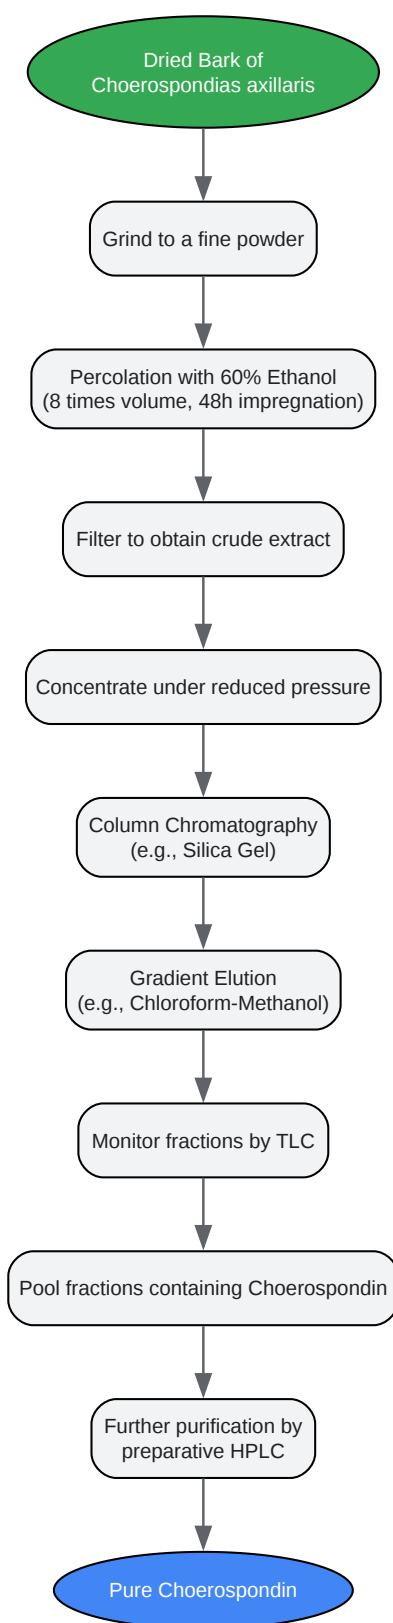 Dried Bark of
Choerospondias axillaris
Grind to a fine powder
Percolation with 60% Ethanol
(8 times volume, 48h impregnation)
Filter to obtain crude extract
Concentrate under reduced pressure
Column Chromatography
(e.g., Silica Gel)
Gradient Elution
(e.g., Chloroform-Methanol)
Monitor fractions by TLC
Pool fractions containing Choerospondin
Further purification by
preparative HPLC
Pure Choerospondin